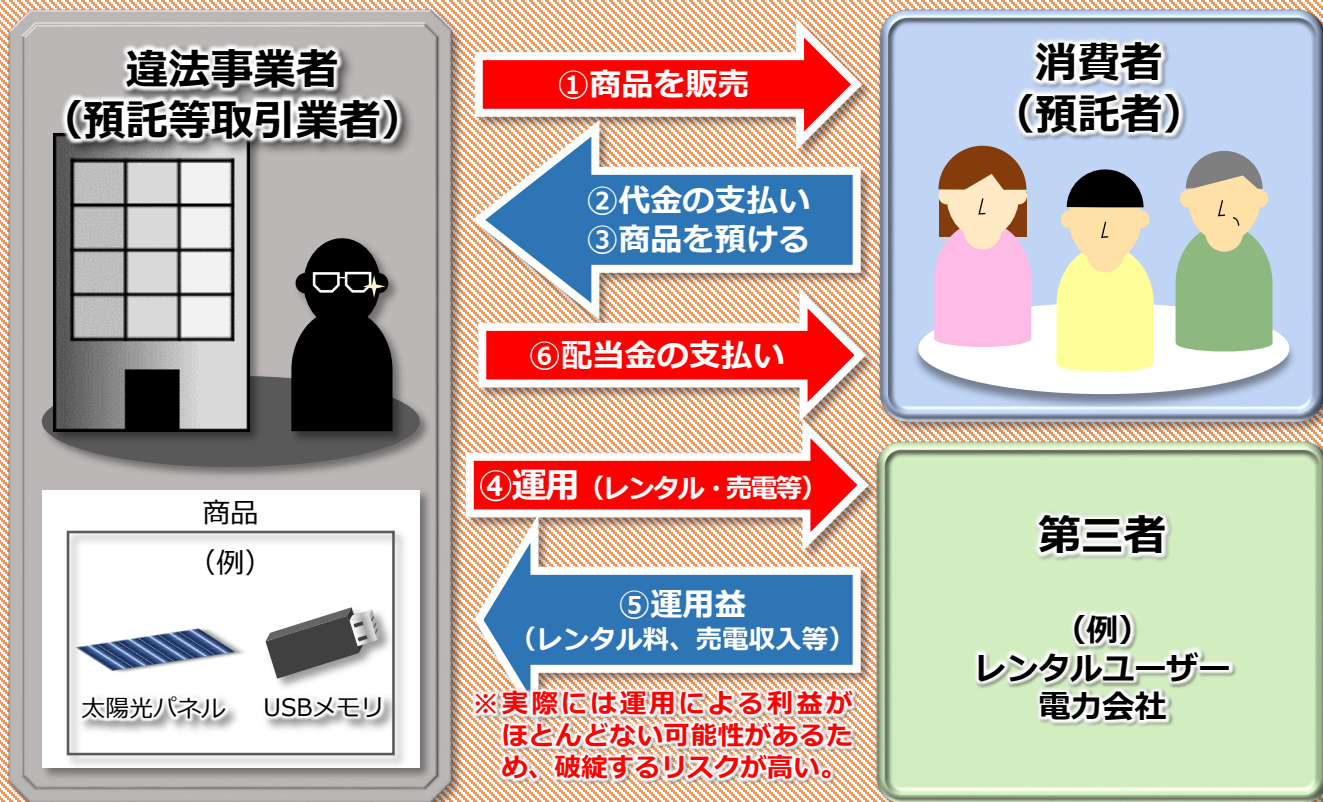 違法事業者
（預託等取引業者）
商品
（例）
太陽光パネル
USBメモリ
①商品を販売
②代金の支払い
③商品を預ける
⑥配当金の支払い
④運用（レンタル・売電等）
⑤運用益
（レンタル料、売電収入等）
※実際には運用による利益が
ほとんどない可能性があるた
め、破綻するリスクが高い。
消費者
（預託者）
第三者
（例）
レンタルユーザー
電力会社